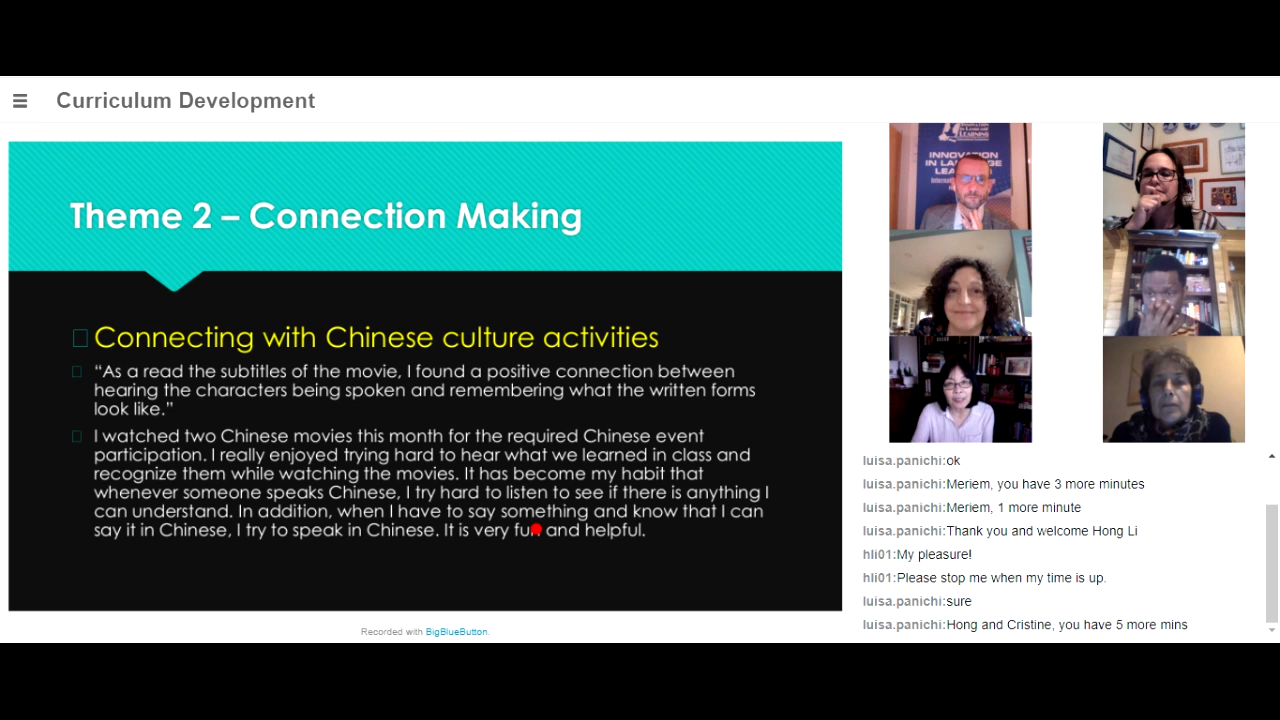 Curriculum Development
Theme 2 – Connection Making
Connecting with Chinese culture activities
“As a read the subtitles of the movie, I found a positive connection between
hearing the characters being spoken and remembering what the written forms
look like.”
I watched two Chinese movies this month for the required Chinese event
participation. I really enjoyed trying hard to hear what we learned in class and
recognize them while watching the movies. It has become my habit that
whenever someone speaks Chinese, I try hard to listen to see if there is anything I
can understand. In addition, when I have to say something and know that I can
say it in Chinese, I try to speak in Chinese. It is very fun and helpful.
Recorded with BigBlueButton.
INNOVATION
IN LANGUAGE
luisa.panichi:ok
luisa.panichi:Meriem, you have 3 more minutes
luisa.panichi:Meriem, 1 more minute
luisa.panichi:Thank you and welcome Hong Li
hli01:My pleasure!
hli01:Please stop me when my time is up.
luisa.panichi:sure
luisa.panichi:Hong and Cristine, you have 5 more mins